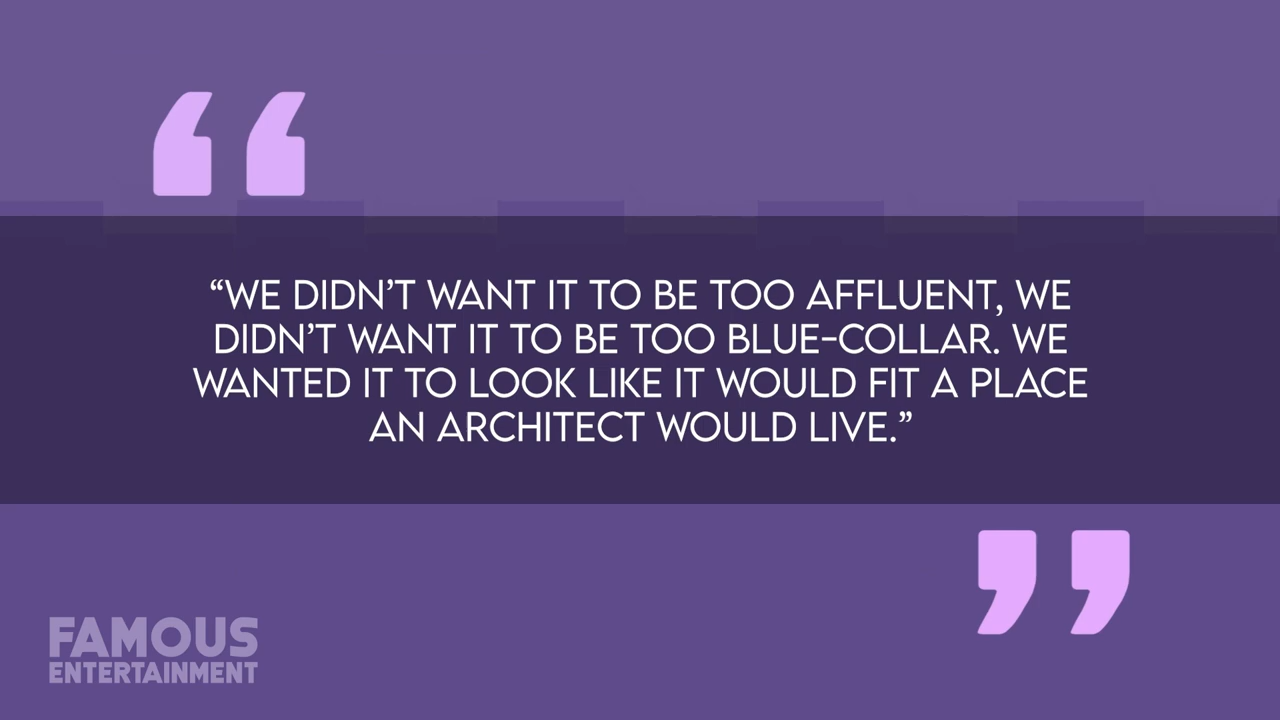 “WE DIDN’T WANT IT TO BE TOO AFFLUENT, WE
DIDN’T WANT IT TO BE TOO BLUE-COLLAR. WE
WANTED IT TO LOOK LIKE IT WOULD FIT A PLACE
AN ARCHITECT WOULD LIVE.”
FAMOUS
ENTERTAINMENT